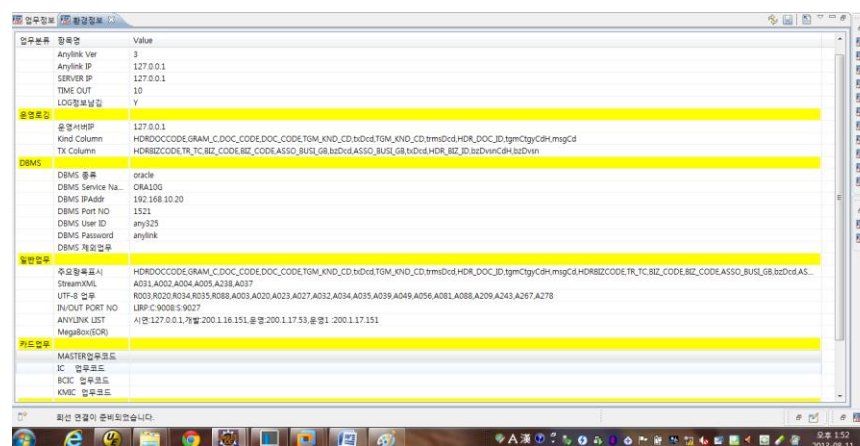 업무정보 환경정보
업무분류 항목명 Value
Anylink Ver 3
Anylink IP 127.0.0.1
SERVER IP 127.0.0.1
TIME OUT 10
LOG정보남김 Y
운영로깅
운영서버IP 127.0.0.1
Kind Column HDRDOCCODE,GRAM_C,DOC_CODE,DOC_CODE,TGM_KND_CD,txDcd,TGM_KND_CD,trmsDcd,HDR_DOC_ID,tgmCtgyCdH,msgCd
TX Column HDRBIZCODE,TR_TC,BIZ_CODE,BIZ_CODE,ASSO_BUSI_GB,bzDcd,ASSO_BUSI_GB,txDcd,HDR_BIZ_ID,bzDvsnCdH,bzDvsn
DBMS
DBMS 종류 oracle
DBMS Service Na... ORA10G
DBMS IPAddr 192.168.10.20
DBMS Port NO 1521
DBMS User ID any325
DBMS Password anylink
DBMS 제외업무
일반업무
주요항목표시 HDRDOCCODE,GRAM_C,DOC_CODE,DOC_CODE,TGM_KND_CD,txDcd,TGM_KND_CD,trmsDcd,HDR_DOC_ID,tgmCtgyCdH,msgCd,HDRBIZCODE,TR_TC,BIZ_CODE,BIZ_CODE,ASSO_BUSI_GB,bzDcd,AS...
StreamXML A031,A002,A004,A005,A238,A037
UTF-8 업무 R003,R020,R034,R035,R088,A003,A020,A023,A027,A032,A034,A035,A039,A049,A056,A081,A088,A209,A243,A267,A278
IN/OUT PORT NO LIRP:C:9008:S:9027
ANYLINK LIST 시연:127.0.0.1,개발:200.1.16.151,운영:200.1.17.53,운영1 :200.1.17.151
MegaBox(EOR)
카드업무
MASTER업무코드
IC 업무코드
BCIC 업무코드
KMIC 업무코드
회선 연결이 준비되었습니다.
A 漢
오후 1:52
2013-08-11